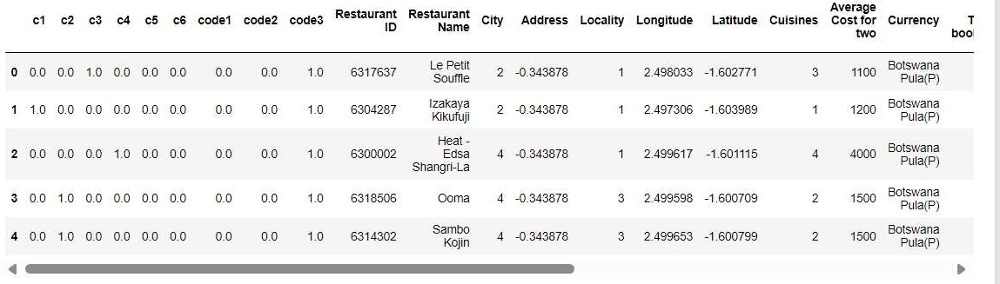 c1 c2 c3 c4 c5 c6 code1 code2 code3 Restaurant ID Restaurant Name City Address Locality Longitude Latitude Cuisines Average Cost for two Currency T bool
0 0.0 0.0 1.0 0.0 0.0 0.0 0.0 0.0 1.0 6317637 Le Petit Souffle 2 -0.343878 1 2.498033 -1.602771 3 1100 Botswana Pula(P)
1 1.0 0.0 0.0 0.0 0.0 0.0 0.0 0.0 1.0 6304287 Izakaya Kikufuji 2 -0.343878 1 2.497306 -1.603989 1 1200 Botswana Pula(P)
2 0.0 0.0 0.0 1.0 0.0 0.0 0.0 0.0 1.0 6300002 Heat - Edsa Shangri-La 4 -0.343878 1 2.499617 -1.601115 4 4000 Botswana Pula(P)
3 0.0 1.0 0.0 0.0 0.0 0.0 0.0 0.0 1.0 6318506 Ooma 4 -0.343878 3 2.499598 -1.600709 2 1500 Botswana Pula(P)
4 0.0 1.0 0.0 0.0 0.0 0.0 0.0 0.0 1.0 6314302 Sambo Kojin 4 -0.343878 3 2.499653 -1.600799 2 1500 Botswana Pula(P)